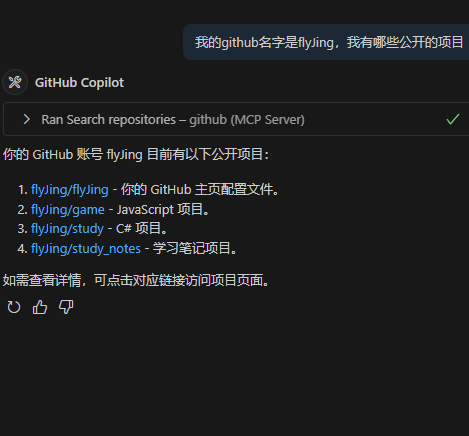 我的github名字是flyJing，我有哪些公开的项目
GitHub Copilot
Ran Search repositories – github (MCP Server)
你的 GitHub 账号 flyJing 目前有以下公开项目：
1. flyJing/flyJing - 你的 GitHub 主页配置文件。
2. flyJing/game - JavaScript 项目。
3. flyJing/study - C# 项目。
4. flyJing/study_notes - 学习笔记项目。
如需查看详情，可点击对应链接访问项目页面。